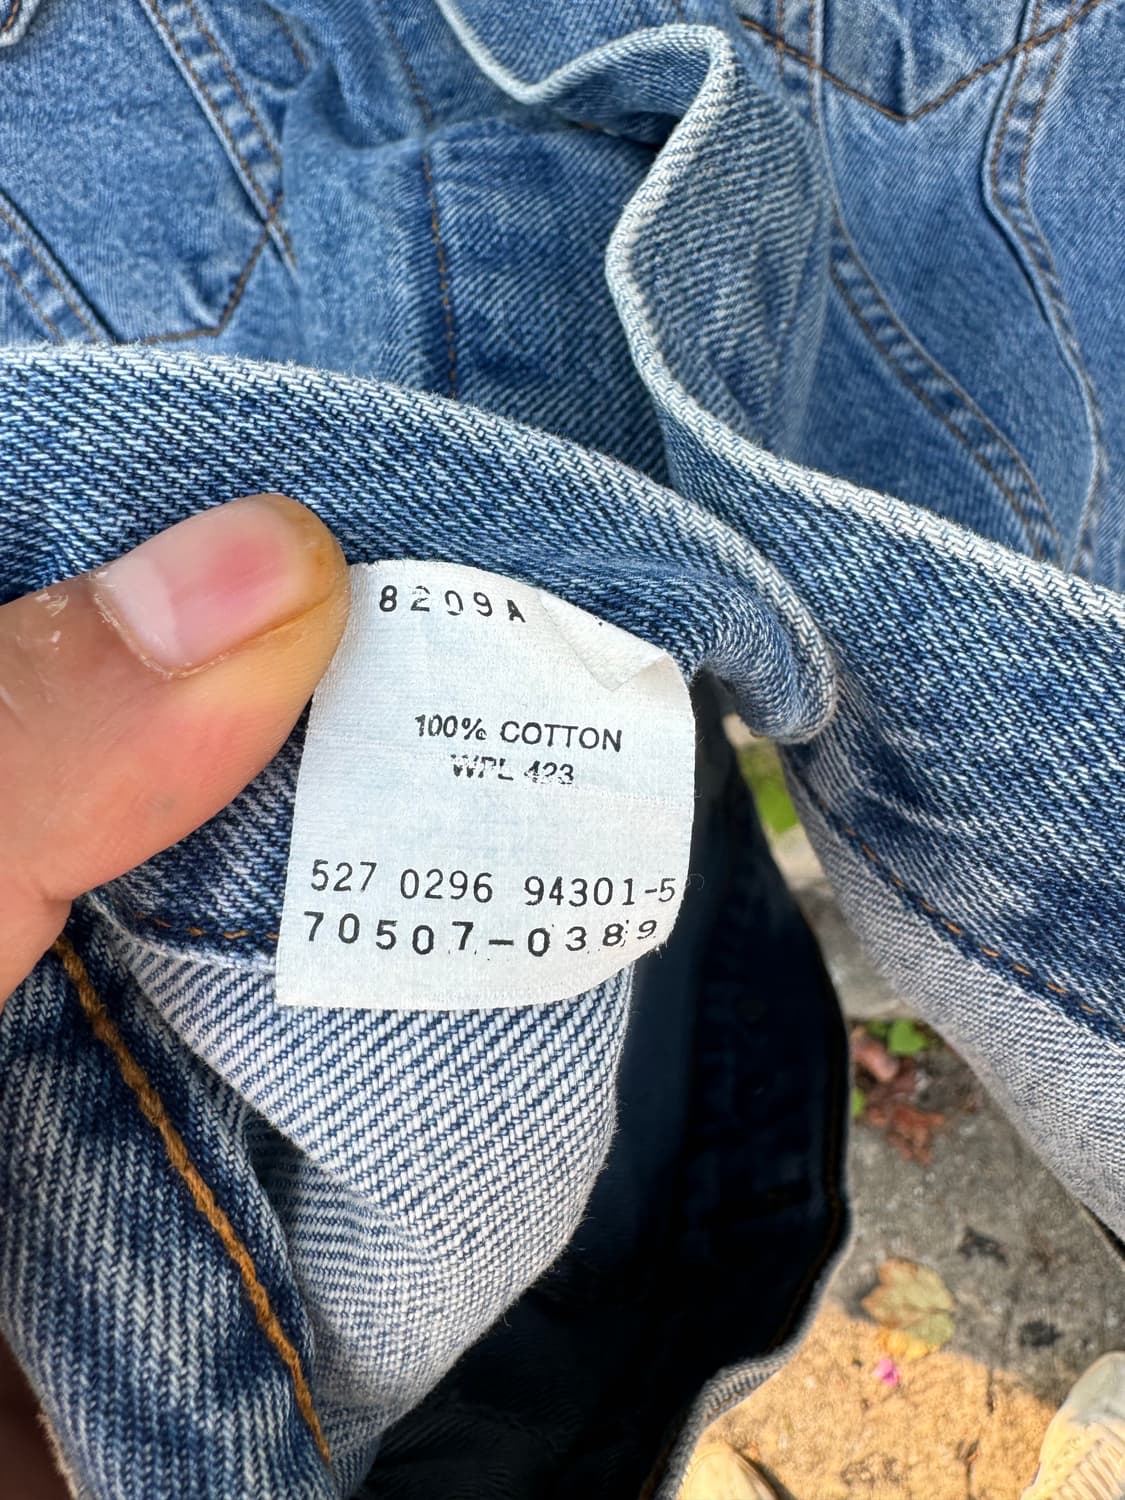 8209A
100% COTTON
WPL 423
527 0296 94301-5
70507-0389